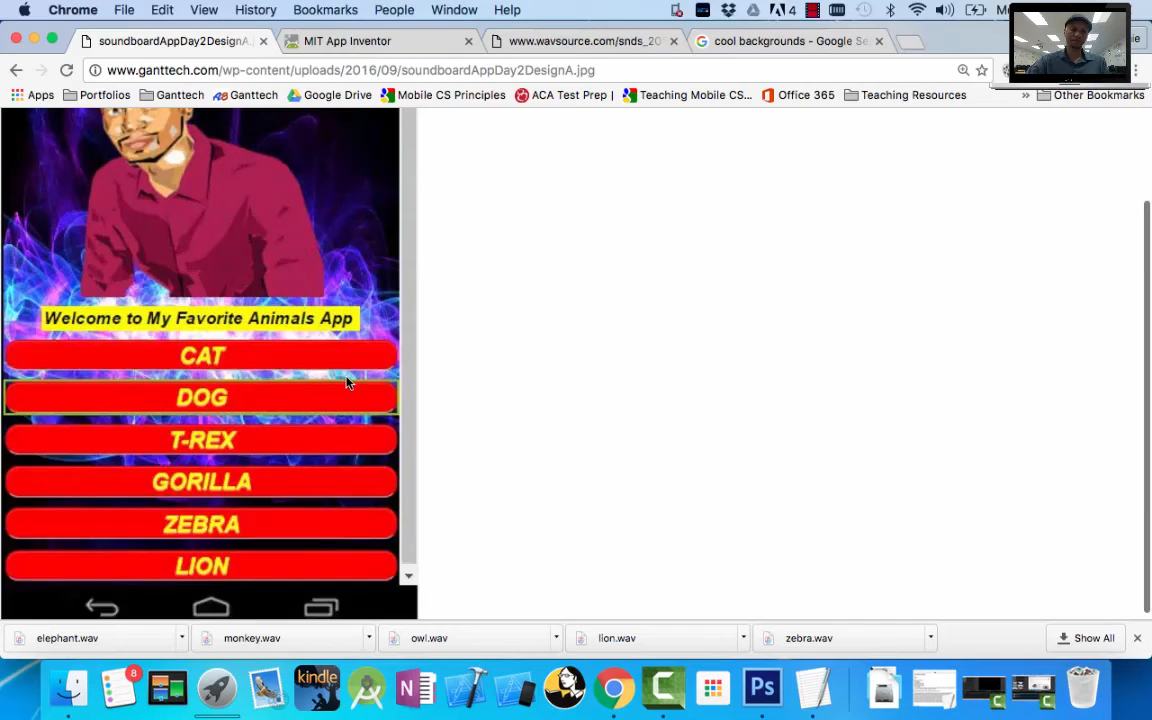 Chrome File Edit View History Bookmarks People Window Help 4
soundboardAppDay2DesignA. MIT App Inventor www.wavsource.com/snds_20 cool backgrounds - Google Se
www.ganttech.com/wp-content/uploads/2016/09/soundboardAppDay2DesignA.jpg
Apps Portfolios Ganttech Ganttech Google Drive Mobile CS Principles ACA Test Prep | Teaching Mobile CS... Office 365 Teaching Resources » Other Bookmarks
Welcome to My Favorite Animals App
CAT
DOG
T-REX
GORILLA
ZEBRA
LION
elephant.wav monkey.wav owl.wav lion.wav zebra.wav Show All
8
kindle